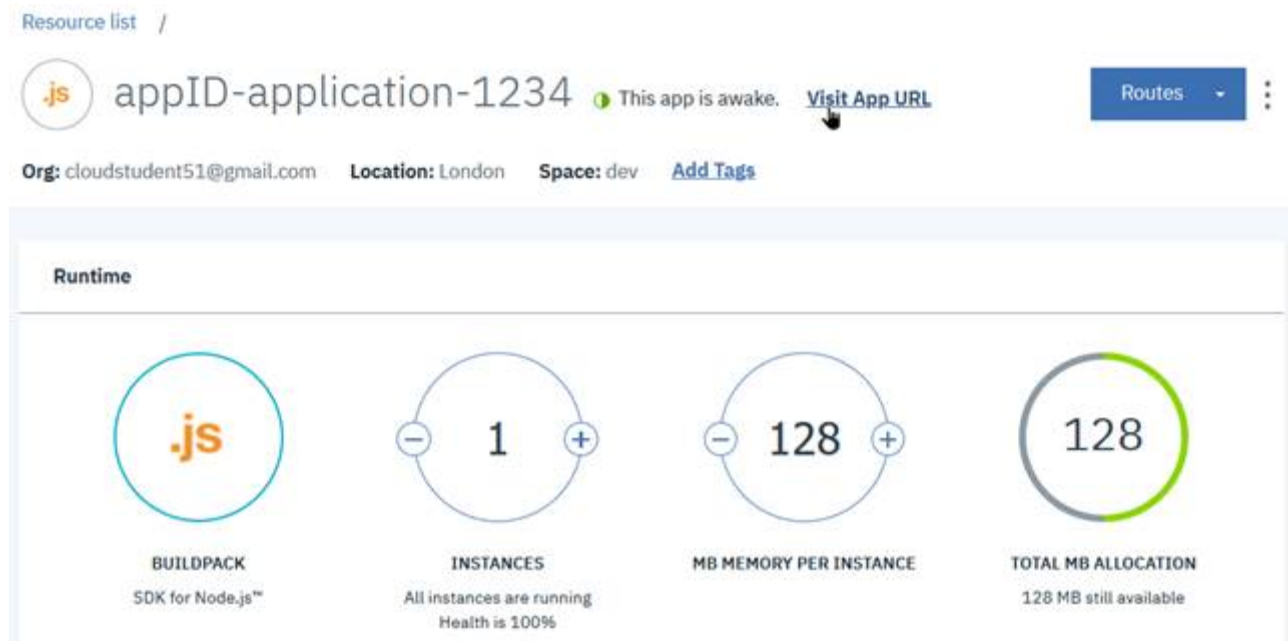 Resource list /
.js appID-application-1234 This app is awake. Visit App URL Routes
Org: cloudstudent51@gmail.com Location: London Space: dev Add Tags
Runtime
.js 1 128 128
BUILDPACK INSTANCES MB MEMORY PER INSTANCE TOTAL MB ALLOCATION
SDK for Node.js™ All instances are running 128 MB still available
Health is 100%